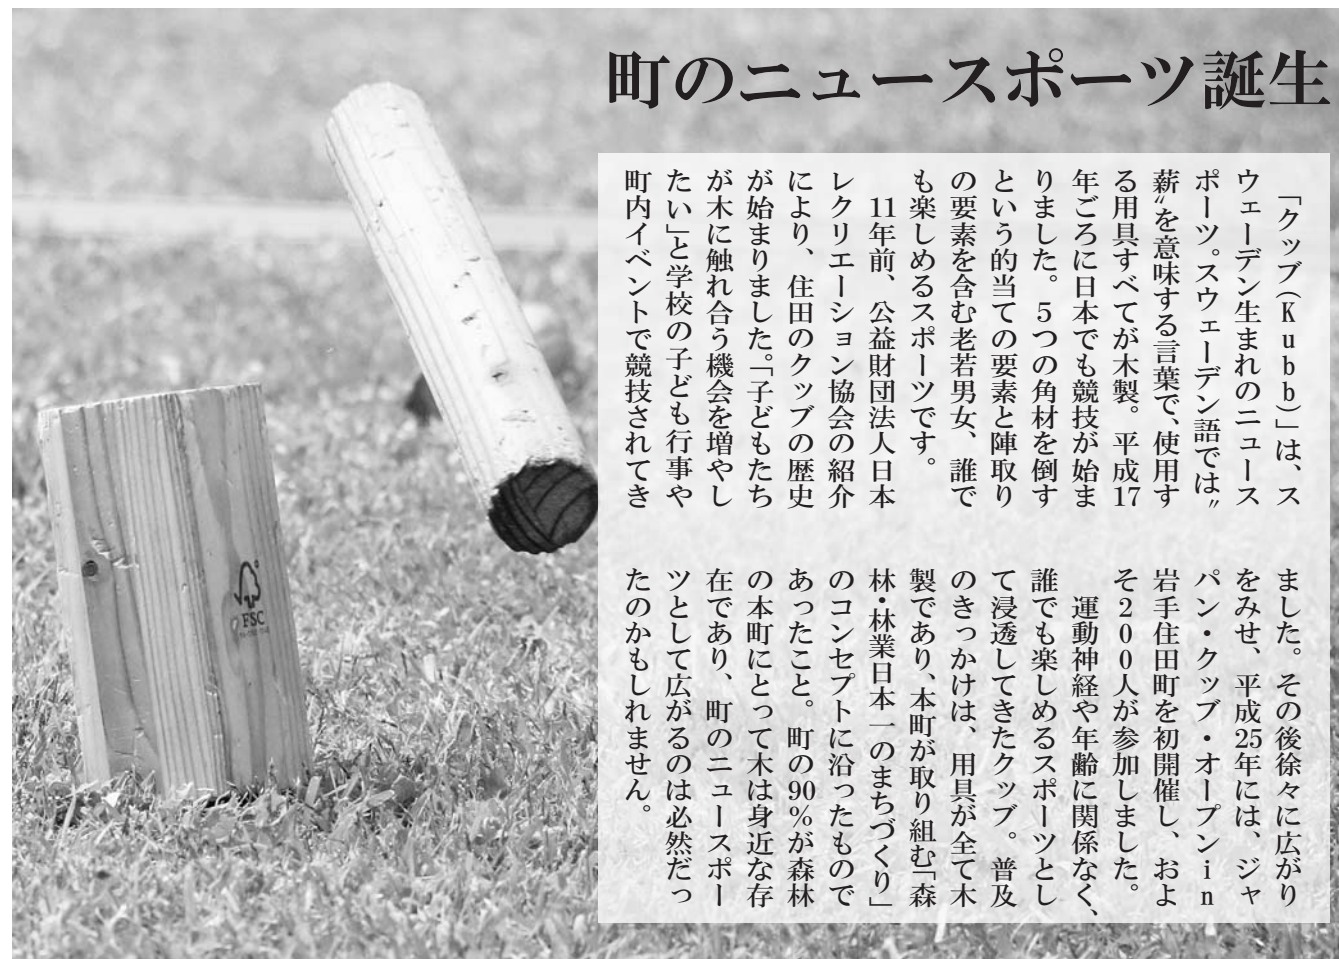 町のニュースポーツ誕生
「クッブ(Kubb)」は、ス
ウェーデン生まれのニュース
ポーツ。スウェーデン語では〝
薪〟を意味する言葉で、使用す
る用具すべてが木製。平成17
年ごろに日本でも競技が始ま
りました。5つの角材を倒す
という的当ての要素と陣取り
の要素を含む老若男女、誰で
も楽しめるスポーツです。
11年前、公益財団法人日本
レクリエーション協会の紹介
により、住田のクッブの歴史
が始まりました。「子どもたち
が木に触れ合う機会を増やし
たい」と学校の子ども行事や
町内イベントで競技されてき
ました。その後徐々に広がり
をみせ、平成25年には、ジャ
パン・クッブ・オープンin
岩手住田町を初開催し、およ
そ200人が参加しました。
運動神経や年齢に関係なく、
誰でも楽しめるスポーツとし
て浸透してきたクッブ。普及
のきっかけは、用具が全て木
製であり、本町が取り組む「森
林・林業日本一のまちづくり」
のコンセプトに沿ったもので
あったこと。町の90%が森林
の本町にとって木は身近な存
在であり、町のニュースポー
ツとして広がるのは必然だっ
たのかもしれません。
FSC